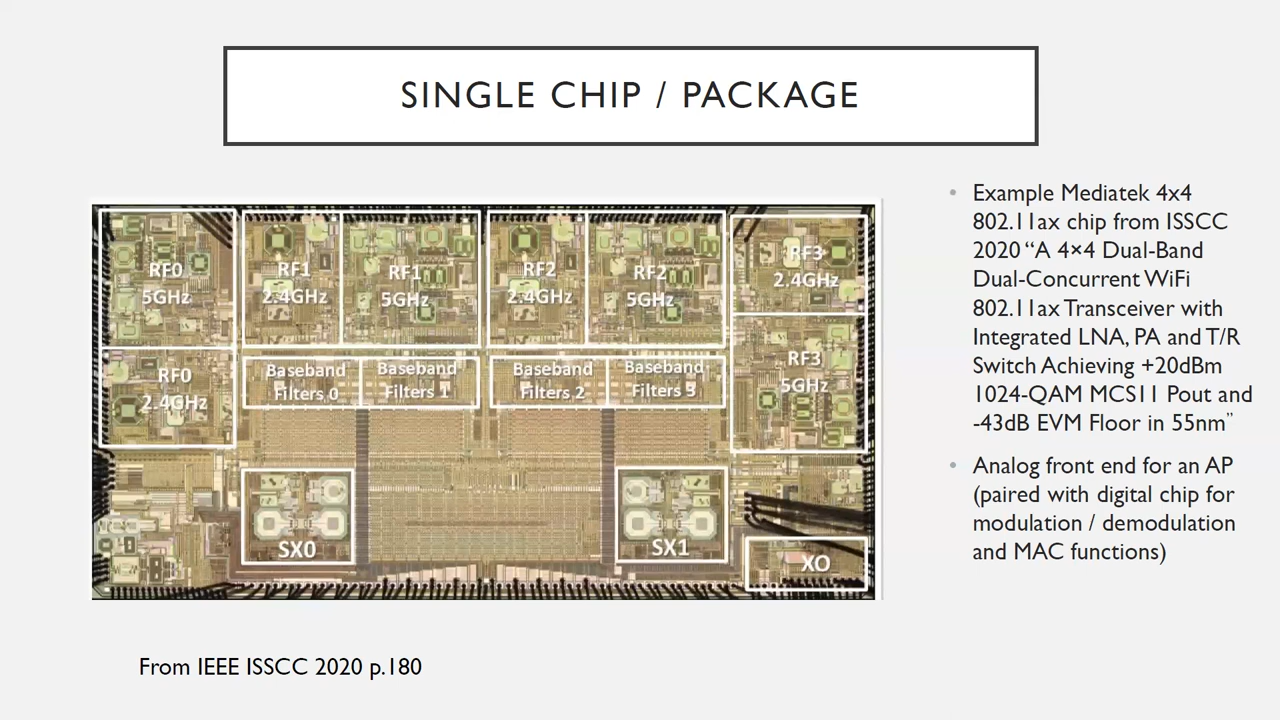 SINGLE CHIP / PACKAGE
RF0
5GHz
RF0
2.4GHz
RF1
2.4GHz
RF1
5GHz
RF2
2.4GHz
RF2
5GHz
RF3
2.4GHz
RF3
5GHz
Baseband
Filters 0
Baseband
Filters 1
Baseband
Filters 2
Baseband
Filters 3
SX0
SX1
XO
• Example Mediatek 4x4
802.11ax chip from ISSCC
2020 “A 4×4 Dual-Band
Dual-Concurrent WiFi
802.11ax Transceiver with
Integrated LNA, PA and T/R
Switch Achieving +20dBm
1024-QAM MCS11 Pout and
-43dB EVM Floor in 55nm”
• Analog front end for an AP
(paired with digital chip for
modulation / demodulation
and MAC functions)
From IEEE ISSCC 2020 p.180